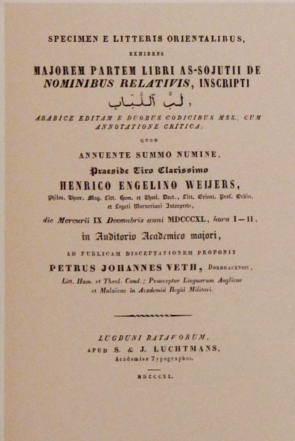 SPECIMEN E LITTERIS ORIENTALIBUS,
EXHIBENS
MAJOREM PARTEM LIBRI AS-SOJUTII DE
NOMINIBUS RELATIVIS, INSCRIPTI
لب اللباب,
ARABICE EDITAM E DUOBUS CODICIBUS MSS., CUM
ANNOTATIONE CRITICA;
QUOD
ANNUENTE SUMMO NUMINE,
Praeside Viro Clarissimo
HENRICO ENGELINO WEIJERS,
Philos. Theor. Mag. Litt. Hum. et Theol. Doct., Litt. Orient. Prof. Ordin.
et Legati Warneriani Interprete,
die Mercurii IX Decembris anni MDCCCXL, hora I–II,
in Auditorio Academico majori,
AD PUBLICAM DISCEPTATIONEM PROPONIT
PETRUS JOHANNES VETH, DORDRACENSIS,
Litt. Hum. et Theol. Cand.; Praeceptor Linguarum Anglicae
et Malaicae in Academiâ Regiâ Militari.
LUGDUNI BATAVORUM,
APUD S. & J. LUCHTMANS,
Academiae Typographos.
MDCCCXL.